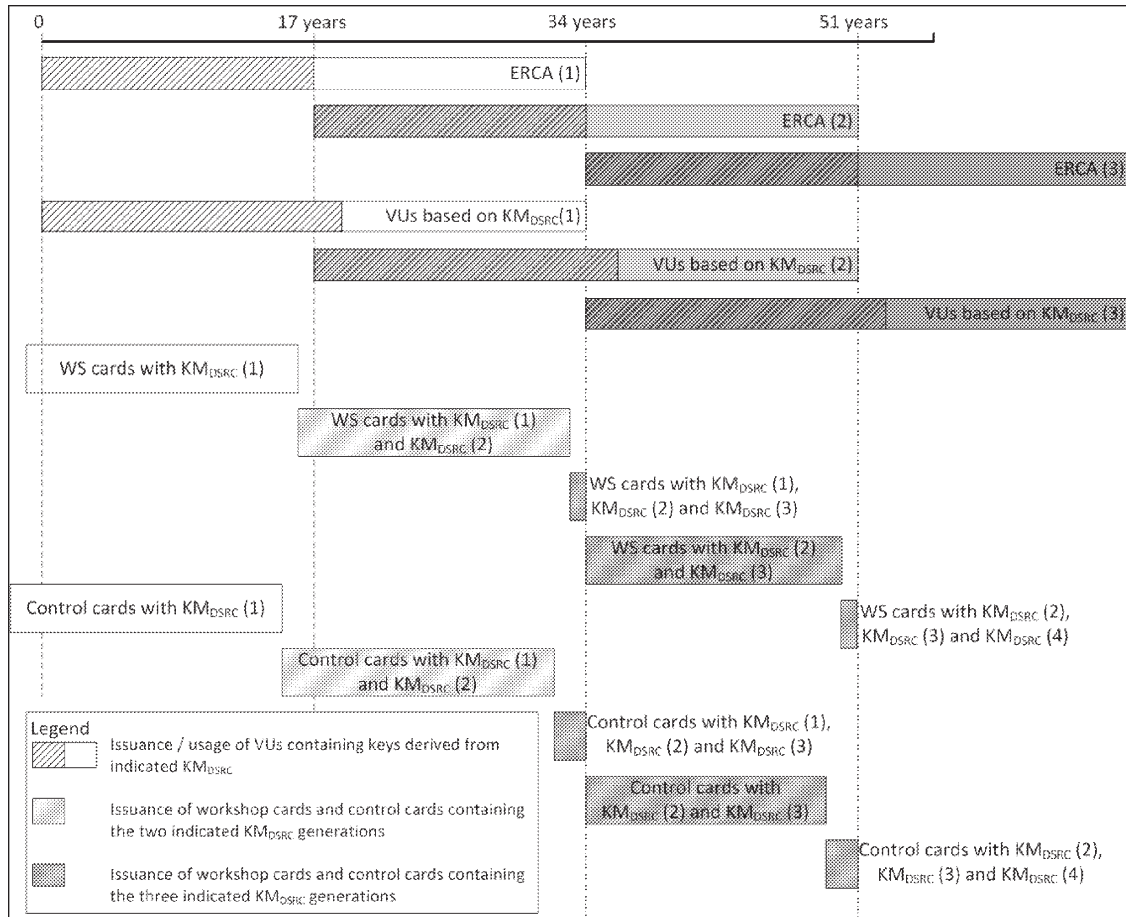 0 17 years 34 years 51 years
ERCA (1)
ERCA (2)
ERCA (3)
VUs based on KMDSRC(1)
VUs based on KMDSRC (2)
VUs based on KMDSRC (3)
WS cards with KMDSRC (1)
WS cards with KMDSRC (1)
and KMDSRC (2)
WS cards with KMDSRC (1),
KMDSRC (2) and KMDSRC (3)
WS cards with KMDSRC (2)
and KMDSRC (3)
Control cards with KMDSRC (1)
WS cards with KMDSRC (2),
KMDSRC (3) and KMDSRC (4)
Control cards with KMDSRC (1)
and KMDSRC (2)
Control cards with KMDSRC (1),
KMDSRC (2) and KMDSRC (3)
Control cards with
KMDSRC (2) and KMDSRC (3)
Control cards with KMDSRC (2),
KMDSRC (3) and KMDSRC (4)
Legend
Issuance / usage of VUs containing keys derived from
indicated KMDSRC
Issuance of workshop cards and control cards containing
the two indicated KMDSRC generations
Issuance of workshop cards and control cards containing
the three indicated KMDSRC generations